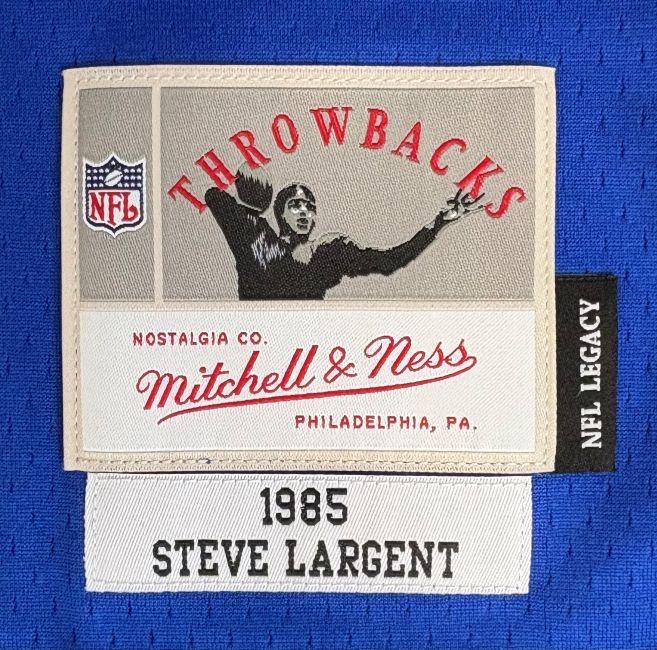 THROWBACKS
NFL
NOSTALGIA CO.
Mitchell & Ness
PHILADELPHIA, PA.
NFL LEGACY
1985
STEVE LARGENT